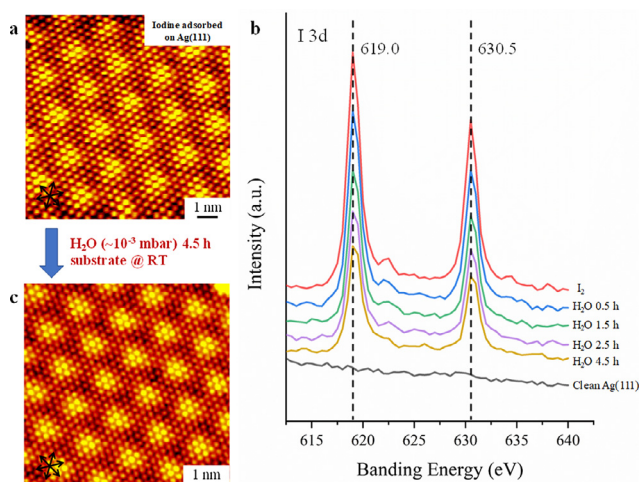 a
Iodine adsorbed
on Ag(111)
1 nm
H₂O (~10⁻³ mbar) 4.5 h
substrate @ RT
c
1 nm
b
I 3d
619.0
630.5
Intensity (a.u.)
I₂
H₂O 0.5 h
H₂O 1.5 h
H₂O 2.5 h
H₂O 4.5 h
Clean Ag(111)
615 620 625 630 635 640
Banding Energy (eV)